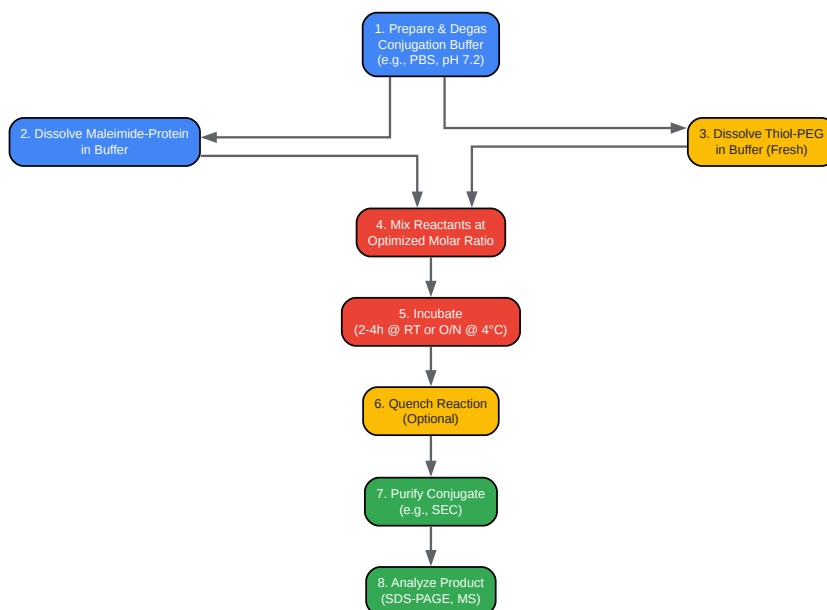 1. Prepare & Degas
Conjugation Buffer
(e.g., PBS, pH 7.2)
2. Dissolve Maleimide-Protein
in Buffer
3. Dissolve Thiol-PEG
in Buffer (Fresh)
4. Mix Reactants at
Optimized Molar Ratio
5. Incubate
(2-4h @ RT or O/N @ 4°C)
6. Quench Reaction
(Optional)
7. Purify Conjugate
(e.g., SEC)
8. Analyze Product
(SDS-PAGE, MS)